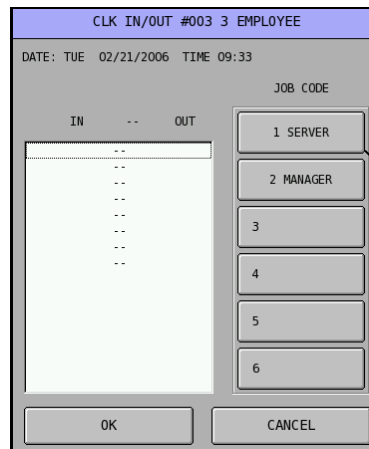 CLK IN/OUT #003 3 EMPLOYEE
DATE: TUE 02/21/2006 TIME 09:33
JOB CODE
IN -- OUT
--
--
--
--
--
--
--
--
1 SERVER
2 MANAGER
3
4
5
6
OK CANCEL